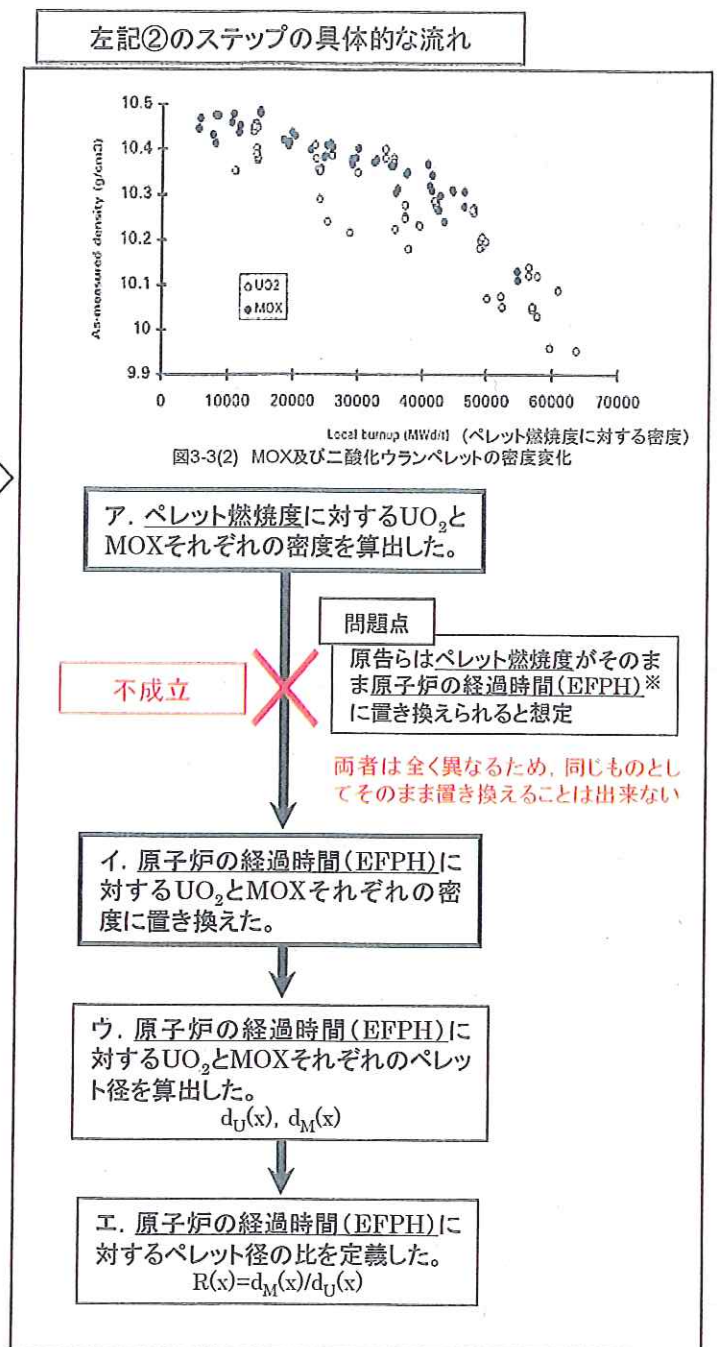 左記②のステップの具体的な流れ
As-measured density (g/cm3)
10.5
10.4
10.3
10.2
10.1
10
9.9
UO2
MOX
0 10000 20000 30000 40000 50000 60000 70000
Local burnup (MWd/t) (ペレット燃焼度に対する密度)
図3-3(2) MOX及び二酸化ウランペレットの密度変化
ア. ペレット燃焼度に対するUO₂と
MOXそれぞれの密度を算出した。
問題点
原告らはペレット燃焼度がそのま
ま原子炉の経過時間(EFPH)※
に置き換えられると想定
不成立
両者は全く異なるため, 同じものとし
てそのまま置き換えることは出来ない
イ. 原子炉の経過時間(EFPH)に
対するUO₂とMOXそれぞれの密
度に置き換えた。
ウ. 原子炉の経過時間(EFPH)に
対するUO₂とMOXそれぞれのペレッ
ト径を算出した。
d_U(x), d_M(x)
エ. 原子炉の経過時間(EFPH)に
対するペレット径の比を定義した。
R(x)=d_M(x)/d_U(x)